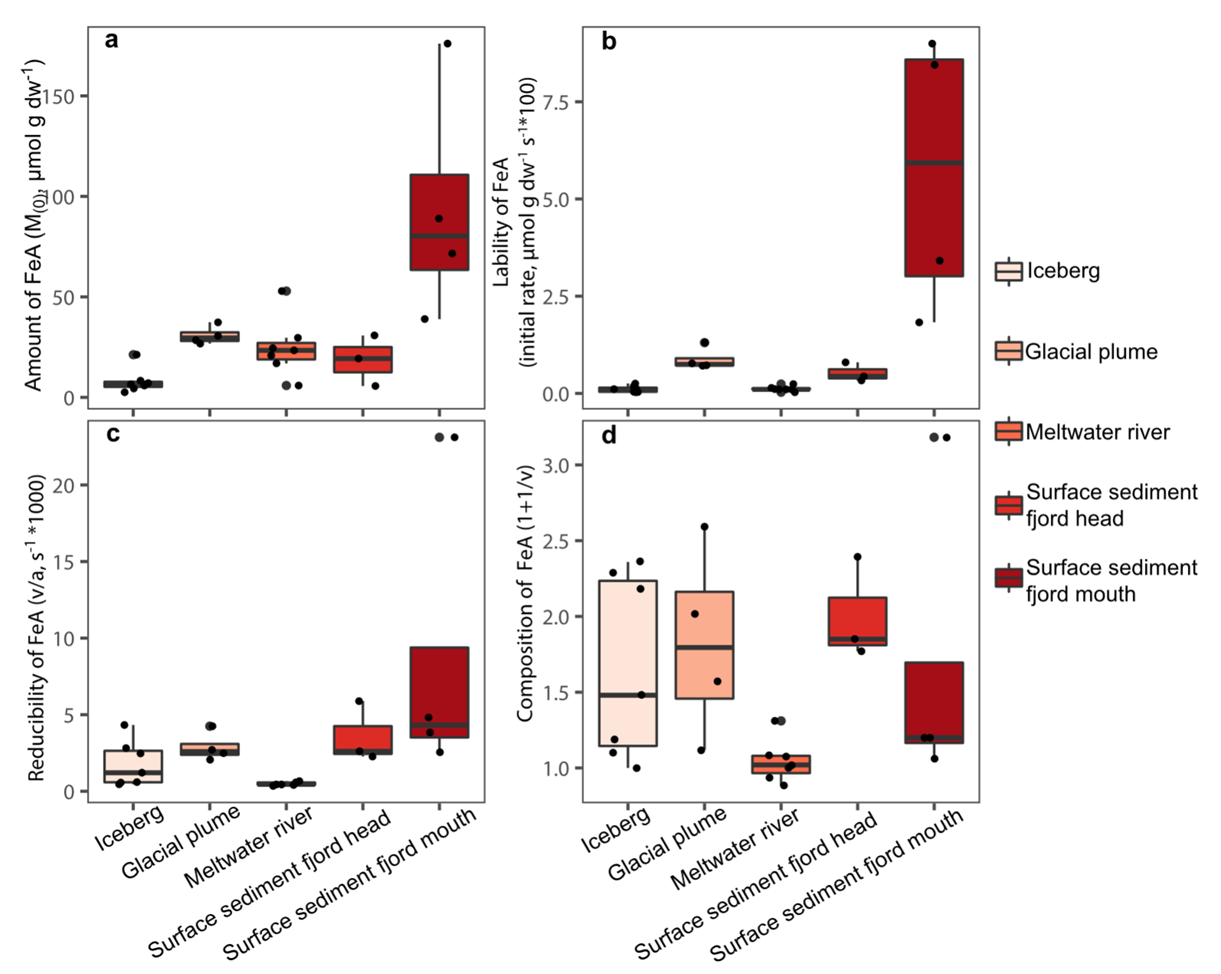 a
Amount of FeA (M(0), µmol g dw-1)
150
100
50
0
b
Lability of FeA
(initial rate, µmol g dw-1 s-1*100)
7.5
5.0
2.5
0.0
c
Reducibility of FeA (v/a, s-1 *1000)
20
15
10
5
0
Iceberg
Glacial plume
Meltwater river
Surface sediment fjord head
Surface sediment fjord mouth
d
Composition of FeA (1+1/v)
3.0
2.5
2.0
1.5
1.0
Iceberg
Glacial plume
Meltwater river
Surface sediment fjord head
Surface sediment fjord mouth
Iceberg
Glacial plume
Meltwater river
Surface sediment
fjord head
Surface sediment
fjord mouth